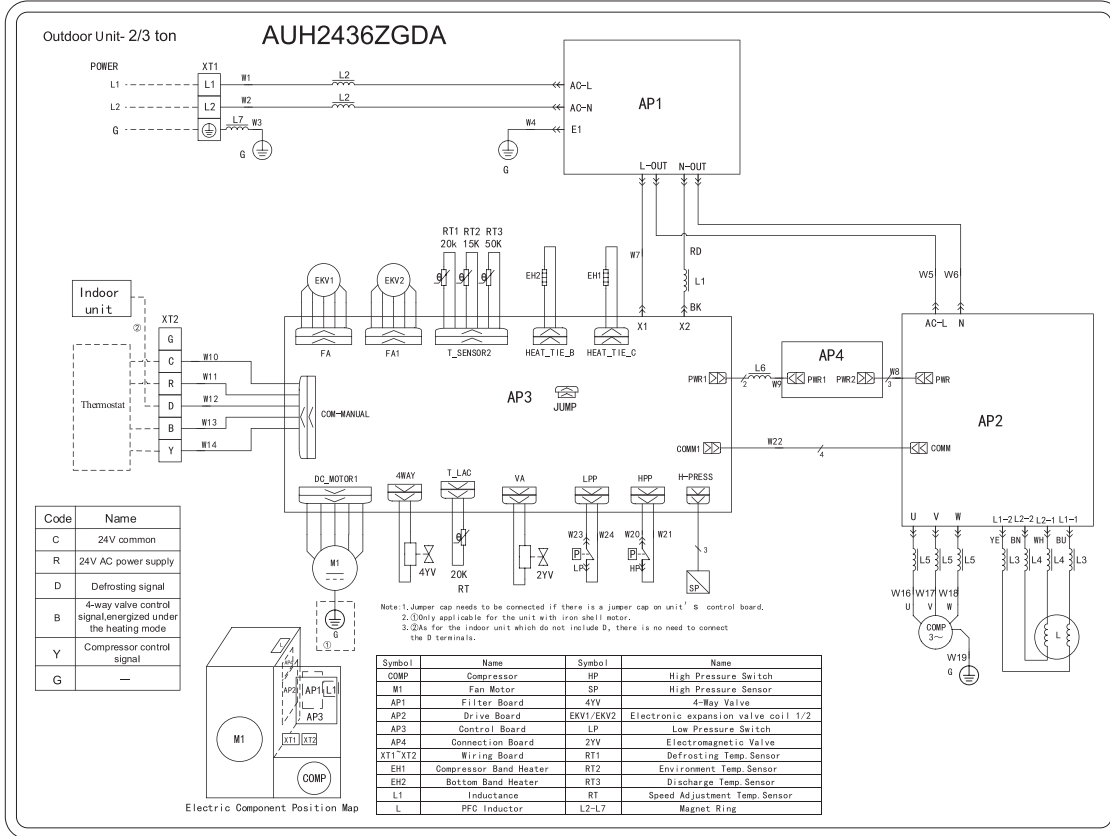 Outdoor Unit- 2/3 ton
AUH2436ZGDA
POWER
XT1
L1
L1
W1
L2
AC-L
AP1
L2
L2
W2
L2
AC-N
G
L7
W3
G
W4
E1
G
L-OUT
N-OUT
RT1 RT2 RT3
20k 15K 50K
W7
RD
L1
BK
W5
W6
EKV1
EKV2
θ
θ
θ
EH2
EH1
Indoor
unit
②
XT2
G
C
R
D
B
Y
Thermostat
W10
W11
W12
W13
W14
COM-MANUAL
FA
FA1
T_SENSOR2
HEAT_TIE_B
HEAT_TIE_C
X1
X2
AC-L
N
AP3
JUMP
PWR1
2
L6
W9
PWR1
AP4
PWR2
3
W8
PWR
AP2
COMM1
W22
4
COMM
DC_MOTOR1
4WAY
T_LAC
VA
LPP
HPP
H-PRESS
U V W
L1-2 L2-2 L2-1 L1-1
YE BN WH BU
L5 L5 L5
L3 L4 L4 L3
M1
4YV
θ
20K
RT
2YV
W23
W24
P
LP
W20
W21
P
HP
3
SP
G
①
W16 W17 W18
U V W
COMP
3～
W19
G
L
Code Name
C 24V common
R 24V AC power supply
D Defrosting signal
B 4-way valve control
signal,energized under
the heating mode
Y Compressor control
signal
G —
Note:1. Jumper cap needs to be connected if there is a jumper cap on unit's control board.
2. ①Only applicable for the unit with iron shell motor.
3. ②As for the indoor unit which do not include D, there is no need to connect
the D terminals.
L
AP4
AP2
AP1
L1
AP3
M1
XT1 XT2
COMP
Electric Component Position Map
Symbol Name Symbol Name
COMP Compressor HP High Pressure Switch
M1 Fan Motor SP High Pressure Sensor
AP1 Filter Board 4YV 4-Way Valve
AP2 Drive Board EKV1/EKV2 Electronic expansion valve coil 1/2
AP3 Control Board LP Low Pressure Switch
AP4 Connection Board 2YV Electromagnetic Valve
XT1~XT2 Wiring Board RT1 Defrosting Temp.Sensor
EH1 Compressor Band Heater RT2 Environment Temp.Sensor
EH2 Bottom Band Heater RT3 Discharge Temp.Sensor
L1 Inductance RT Speed Adjustment Temp.Sensor
L PFC Inductor L2-L7 Magnet Ring